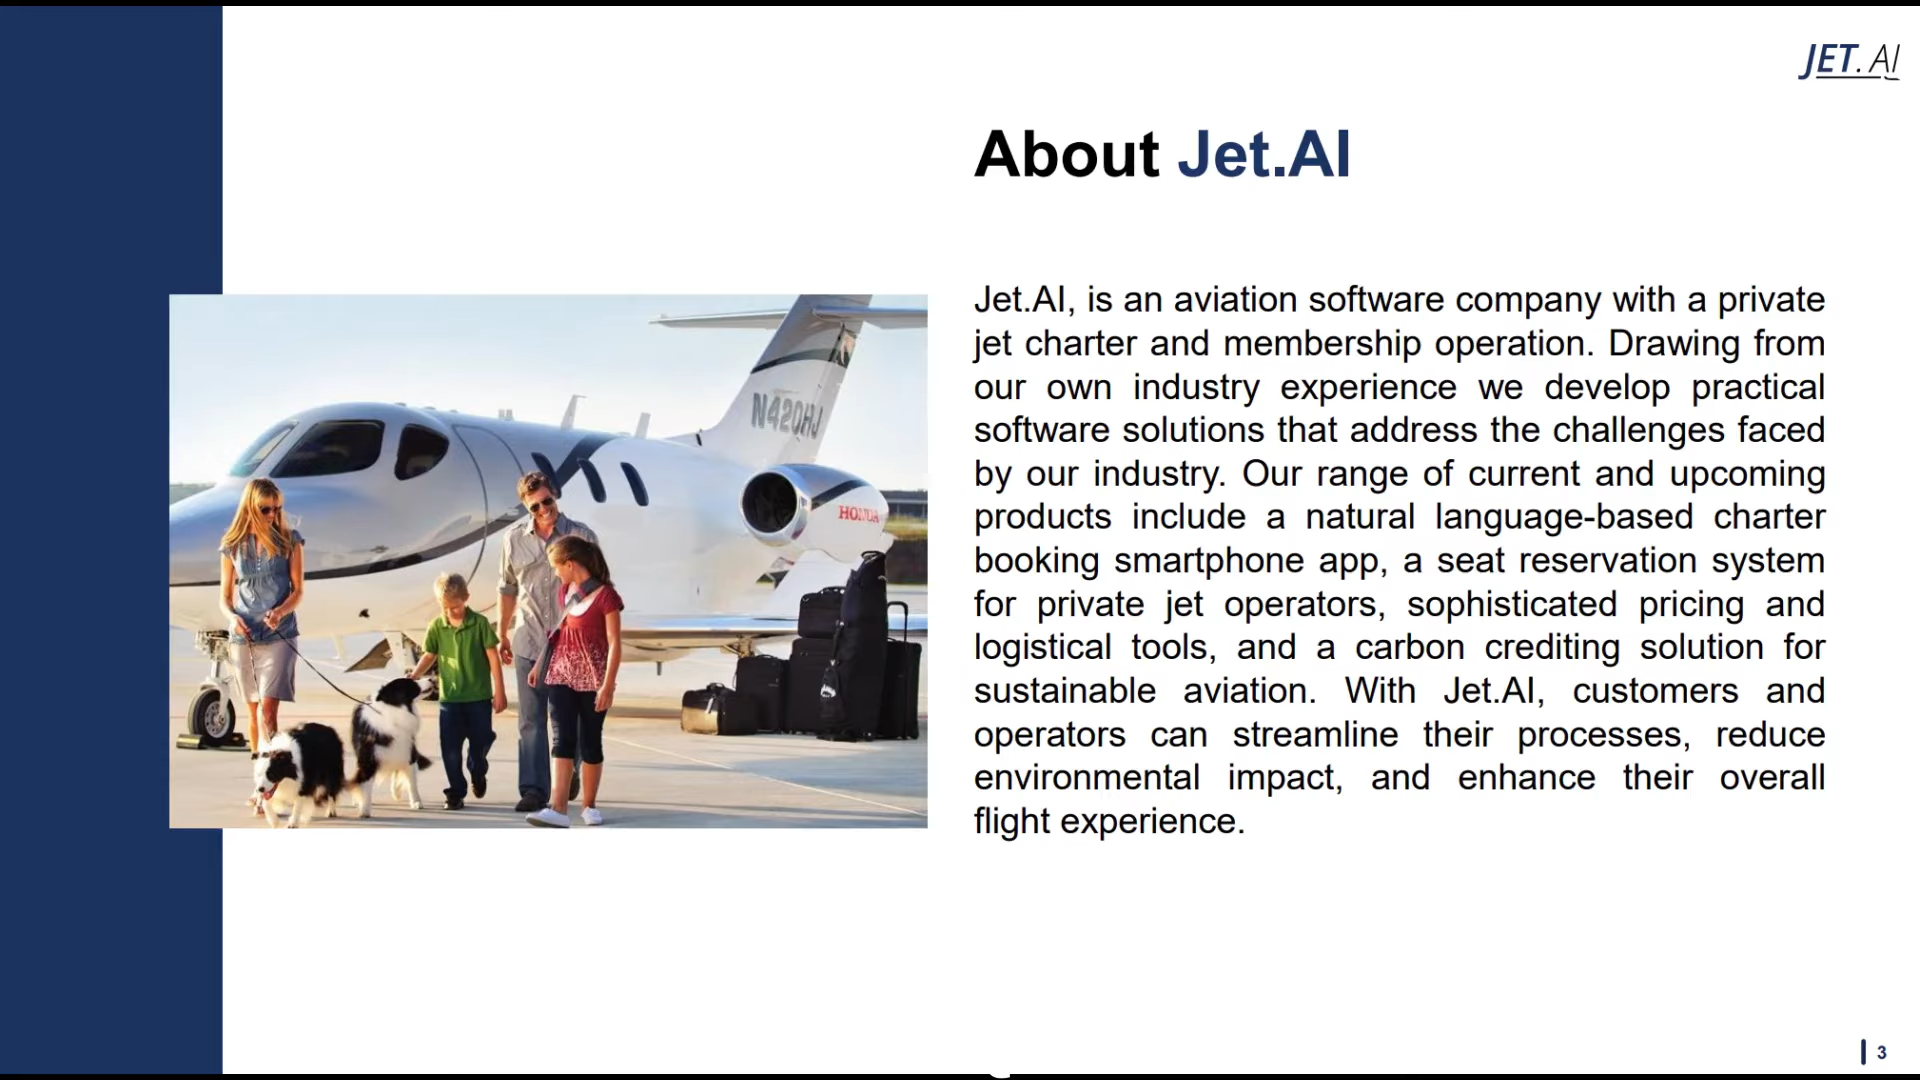 JET.AI
About Jet.AI
Jet.AI, is an aviation software company with a private
jet charter and membership operation. Drawing from
our own industry experience we develop practical
software solutions that address the challenges faced
by our industry. Our range of current and upcoming
products include a natural language-based charter
booking smartphone app, a seat reservation system
for private jet operators, sophisticated pricing and
logistical tools, and a carbon crediting solution for
sustainable aviation. With Jet.AI, customers and
operators can streamline their processes, reduce
environmental impact, and enhance their overall
flight experience.
N420HJ
HONDA
3